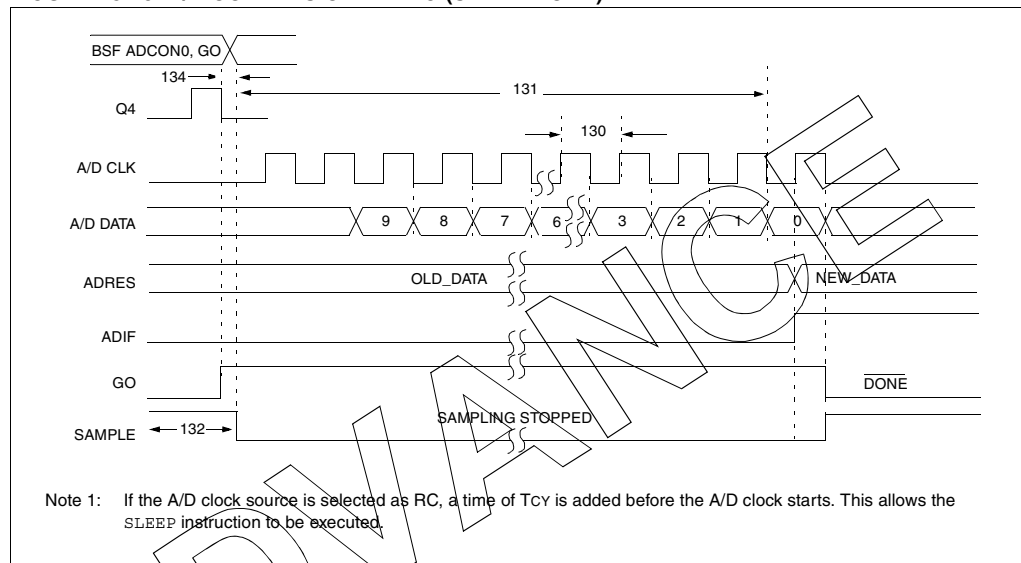 BSF ADCON0, GO
134
131
Q4
130
A/D CLK
A/D DATA 9 8 7 6 3 2 1 0
ADRES OLD_DATA NEW_DATA
ADIF
GO DONE
SAMPLING STOPPED
SAMPLE 132
Note 1: If the A/D clock source is selected as RC, a time of TCY is added before the A/D clock starts. This allows the
SLEEP instruction to be executed.
ADVANCE